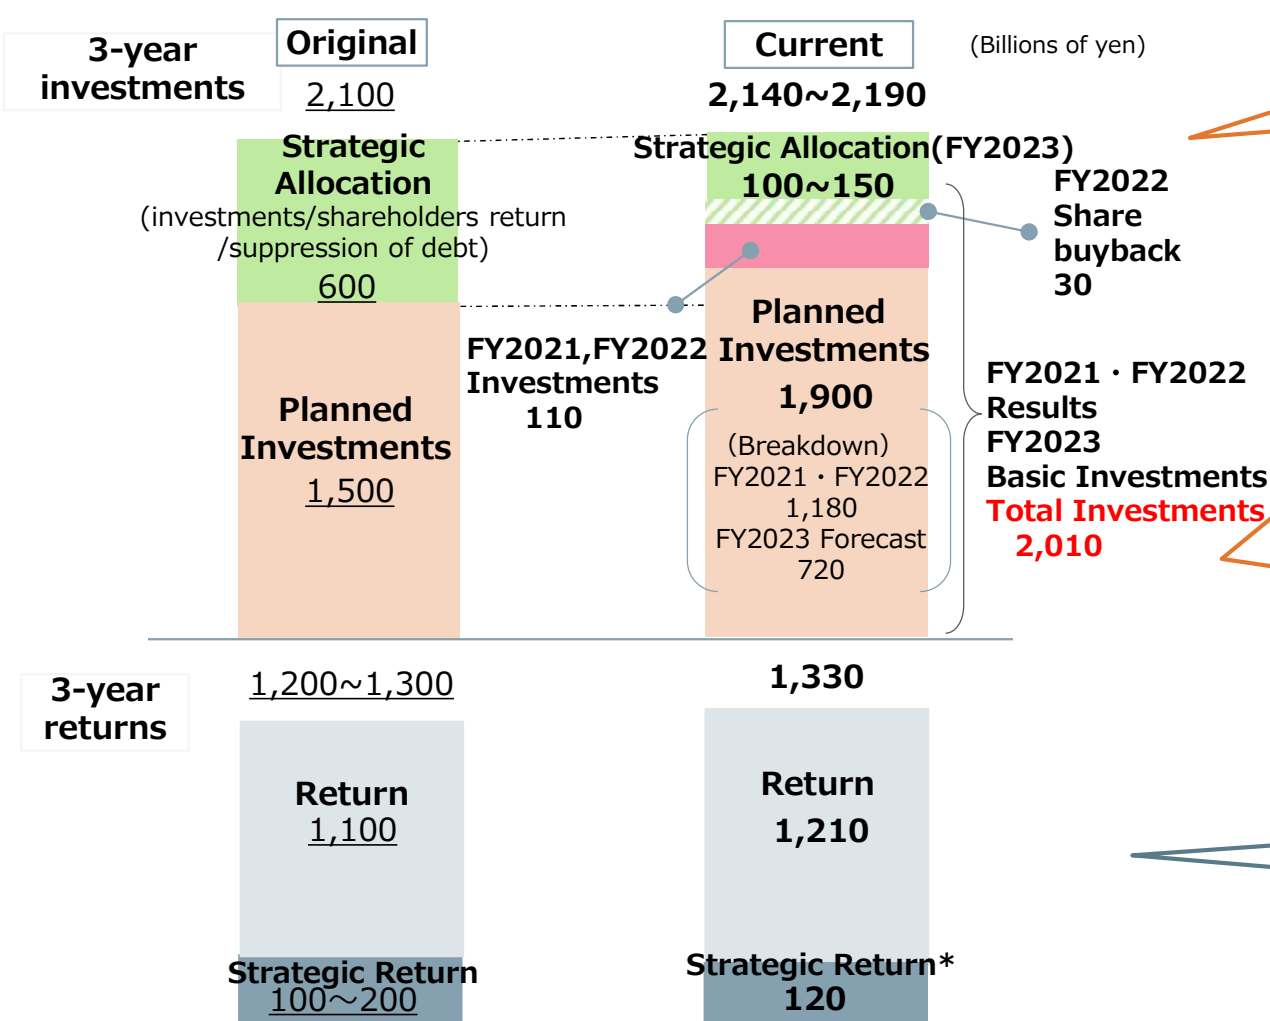 3-year
investments
Original
Current
(Billions of yen)
2,100
2,140~2,190
Strategic
Allocation
(investments/shareholders return
/suppression of debt)
600
Strategic Allocation(FY2023)
100~150
FY2022
Share
buyback
30
FY2021,FY2022
Investments
110
Planned
Investments
1,500
Planned
Investments
1,900
(Breakdown)
FY2021・FY2022
1,180
FY2023 Forecast
720
FY2021・FY2022
Results
FY2023
Basic Investments
Total Investments
2,010
3-year
returns
1,200~1,300
1,330
Return
1,100
Return
1,210
Strategic Return
100～200
Strategic Return*
120